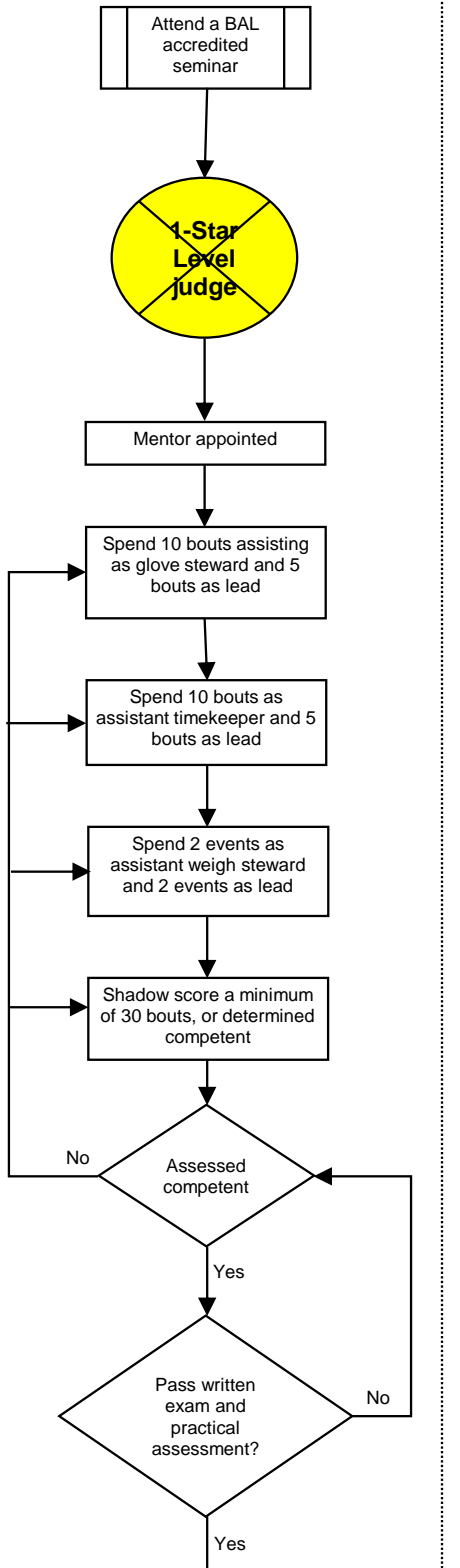 Attend a BAL
accredited
seminar
1-Star
Level
judge
Mentor appointed
Spend 10 bouts assisting
as glove steward and 5
bouts as lead
Spend 10 bouts as
assistant timekeeper and 5
bouts as lead
Spend 2 events as
assistant weigh steward
and 2 events as lead
Shadow score a minimum
of 30 bouts, or determined
competent
No
Assessed
competent
Yes
Pass written
exam and
practical
assessment?
No
Yes